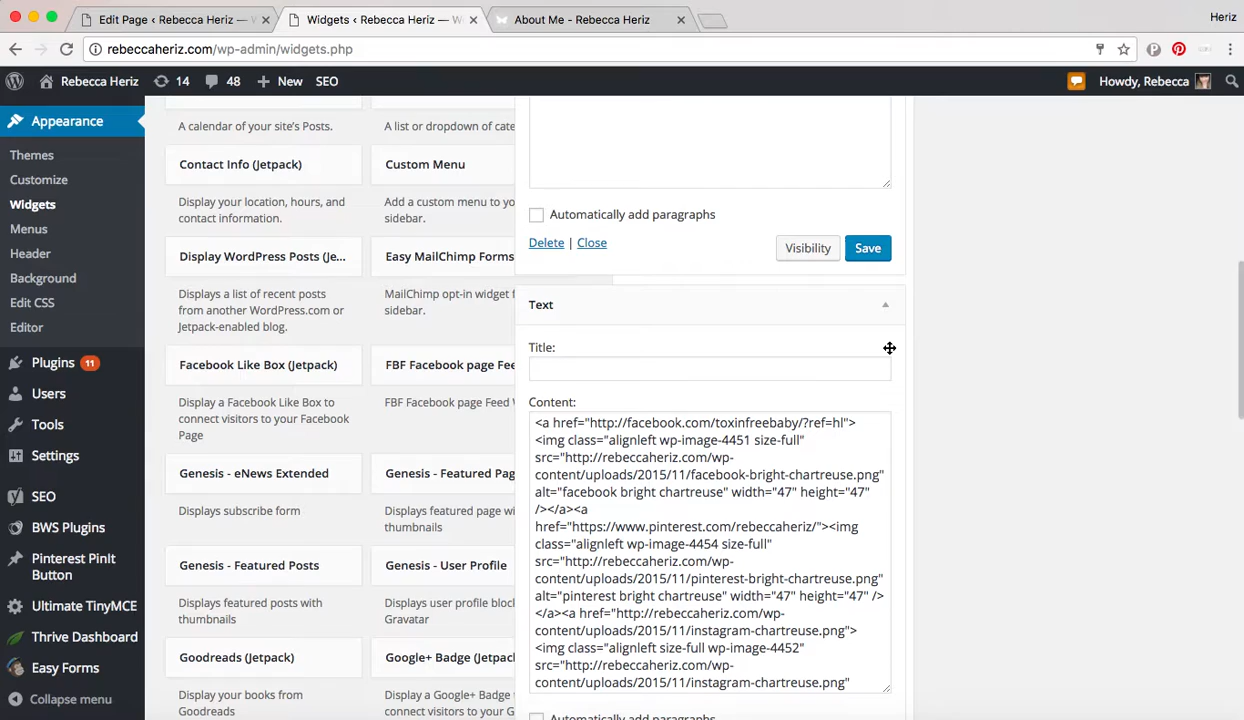 Edit Page ‹ Rebecca Heriz — W
Widgets ‹ Rebecca Heriz — W
About Me - Rebecca Heriz
Heriz
rebeccaheriz.com/wp-admin/widgets.php
Rebecca Heriz
14
48
New
SEO
Howdy, Rebecca
Appearance
Themes
Customize
Widgets
Menus
Header
Background
Edit CSS
Editor
Plugins 11
Users
Tools
Settings
SEO
BWS Plugins
Pinterest PinIt
Button
Ultimate TinyMCE
Thrive Dashboard
Easy Forms
Collapse menu
A calendar of your site's Posts.
Contact Info (Jetpack)
Display your location, hours, and
contact information.
Display WordPress Posts (Je...
Displays a list of recent posts
from another WordPress.com or
Jetpack-enabled blog.
Facebook Like Box (Jetpack)
Display a Facebook Like Box to
connect visitors to your Facebook
Page
Genesis - eNews Extended
Displays subscribe form
Genesis - Featured Posts
Displays featured posts with
thumbnails
Goodreads (Jetpack)
Display your books from
Goodreads
A list or dropdown of cate
Custom Menu
Add a custom menu to yo
sidebar.
Easy MailChimp Forms
MailChimp opt-in widget f
sidebar.
FBF Facebook page Fee
FBF Facebook page Feed W
Genesis - Featured Pag
Displays featured page wi
thumbnails
Genesis - User Profile
Displays user profile block
Gravatar
Google+ Badge (Jetpack
Display a Google+ Badge t
connect visitors to your G
Automatically add paragraphs
Delete | Close
Visibility
Save
Text
Title:
Content:
<a href="http://facebook.com/toxinfreebaby/?ref=hl">
<img class="alignleft wp-image-4451 size-full"
src="http://rebeccaheriz.com/wp-
content/uploads/2015/11/facebook-bright-chartreuse.png"
alt="facebook bright chartreuse" width="47" height="47"
/></a><a
href="https://www.pinterest.com/rebeccaheriz/"><img
class="alignleft wp-image-4454 size-full"
src="http://rebeccaheriz.com/wp-
content/uploads/2015/11/pinterest-bright-chartreuse.png"
alt="pinterest bright chartreuse" width="47" height="47" />
</a><a href="http://rebeccaheriz.com/wp-
content/uploads/2015/11/instagram-chartreuse.png">
<img class="alignleft size-full wp-image-4452"
src="http://rebeccaheriz.com/wp-
content/uploads/2015/11/instagram-chartreuse.png"
Automatically add paragraphs